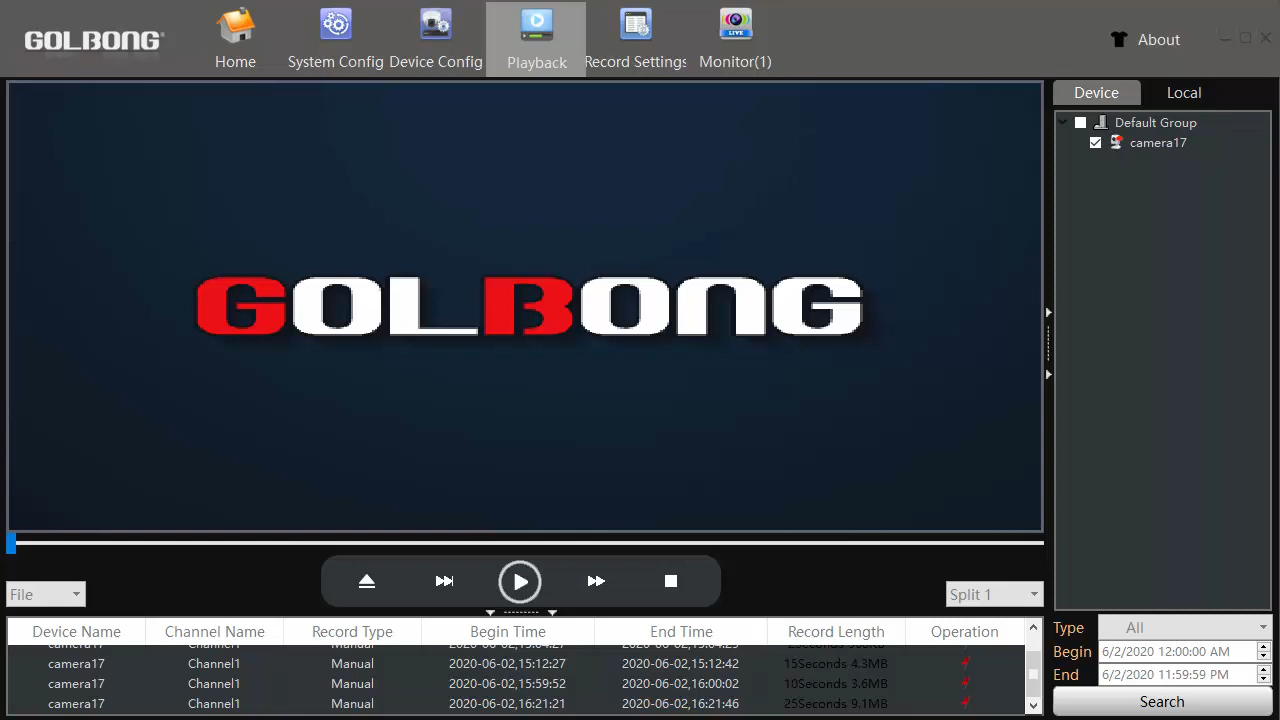 GOLBONG
Home
System Config
Device Config
Playback
Record Settings
Monitor(1)
LIVE
About
Device
Local
Default Group
camera17
GOLBONG
File
Split 1
Device Name Channel Name Record Type Begin Time End Time Record Length Operation
camera17 Channel1 Manual 2020-06-02,15:12:27 2020-06-02,15:12:42 15Seconds 4.3MB
camera17 Channel1 Manual 2020-06-02,15:59:52 2020-06-02,16:00:02 10Seconds 3.6MB
camera17 Channel1 Manual 2020-06-02,16:21:21 2020-06-02,16:21:46 25Seconds 9.1MB
Type All
Begin 6/2/2020 12:00:00 AM
End 6/2/2020 11:59:59 PM
Search